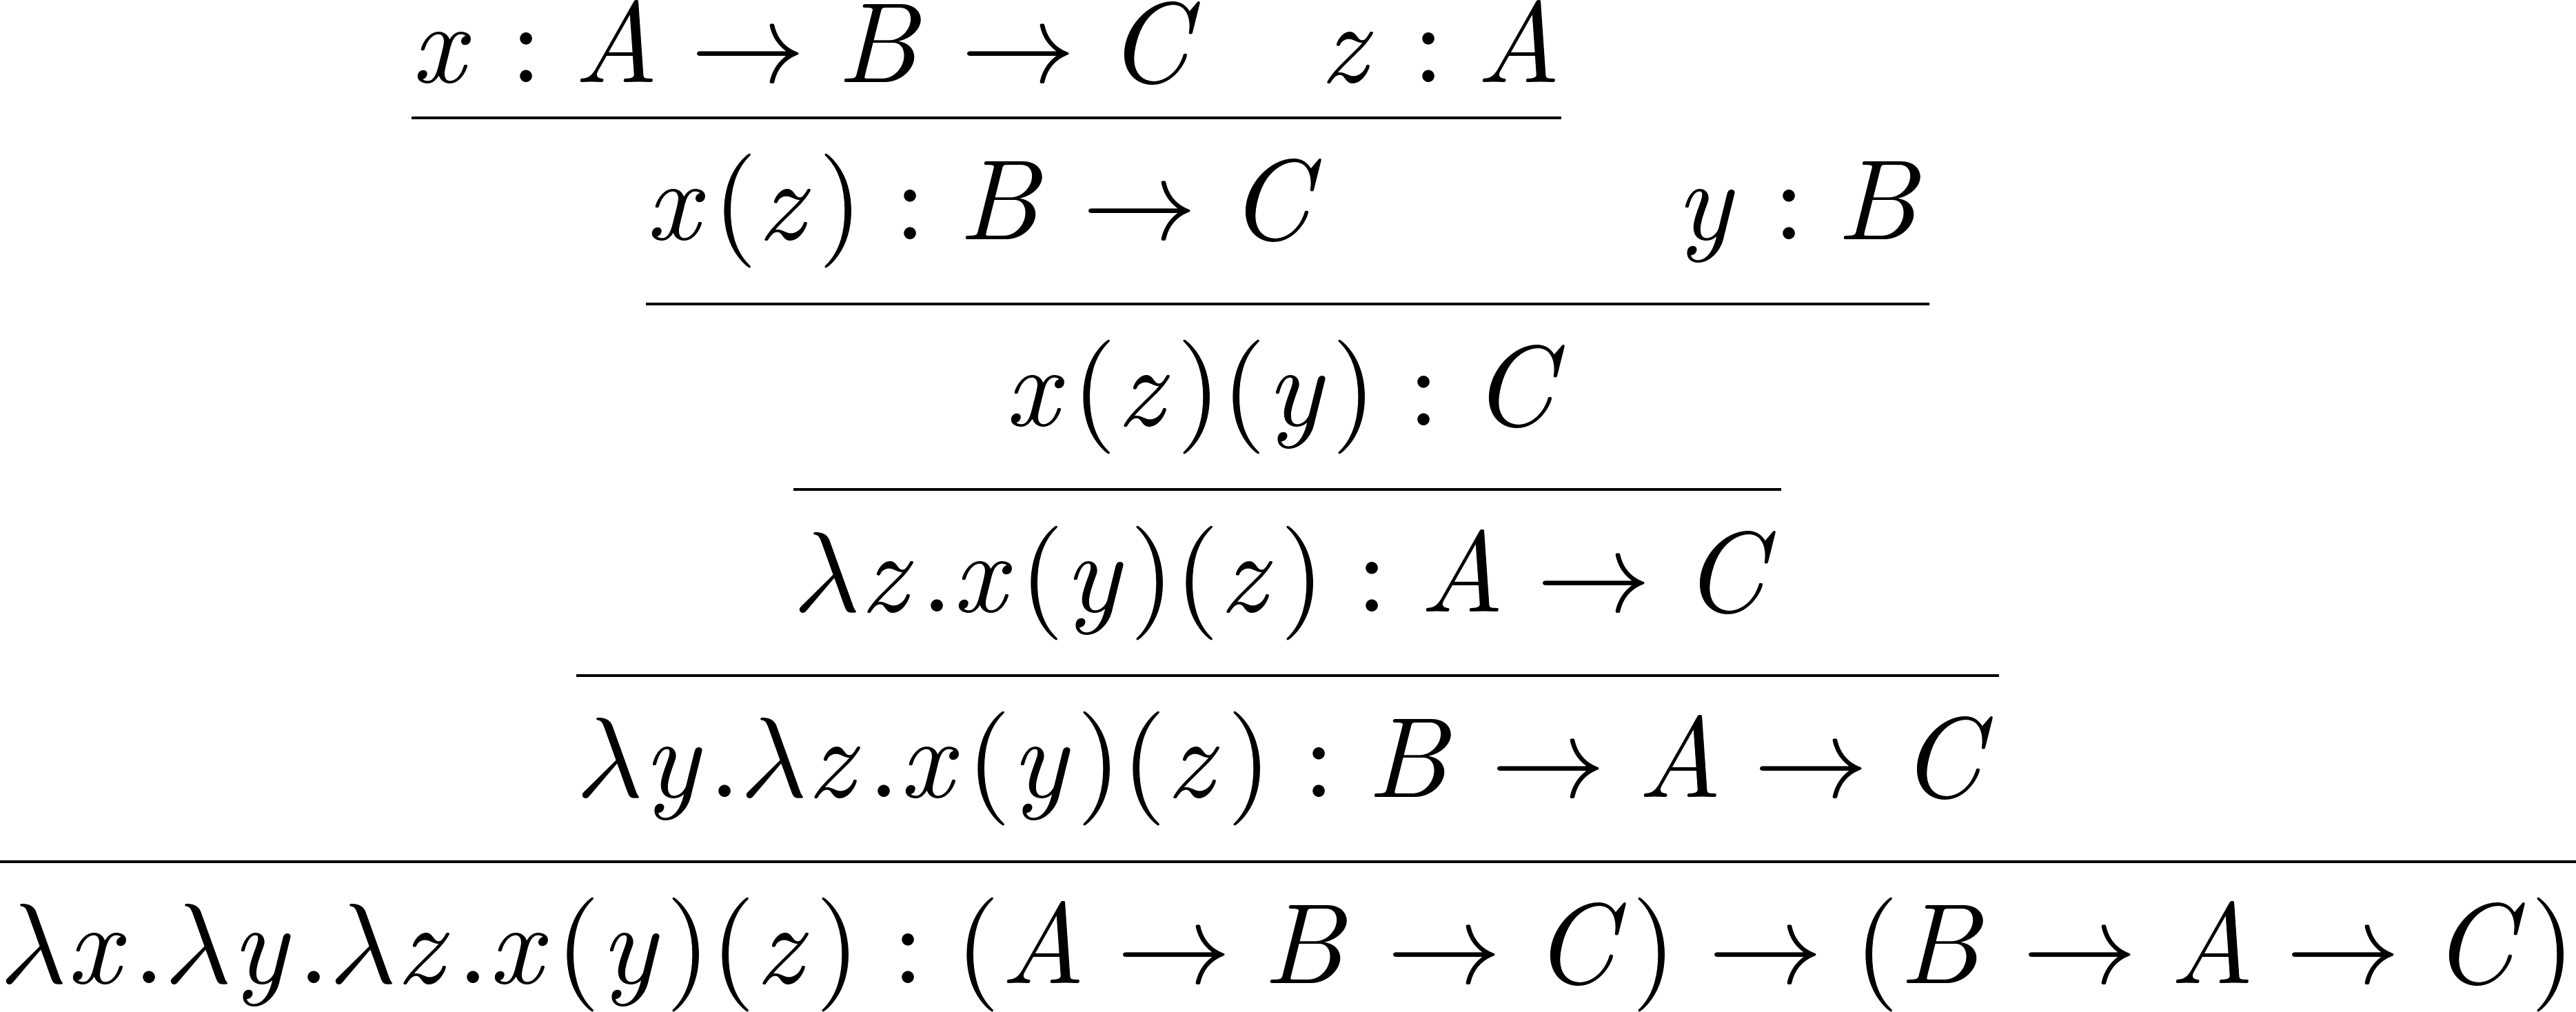 x : A → B → C z : A
x(z) : B → C y : B
x(z)(y) : C
λz.x(y)(z) : A → C
λy.λz.x(y)(z) : B → A → C
λx.λy.λz.x(y)(z) : (A → B → C) → (B → A → C)